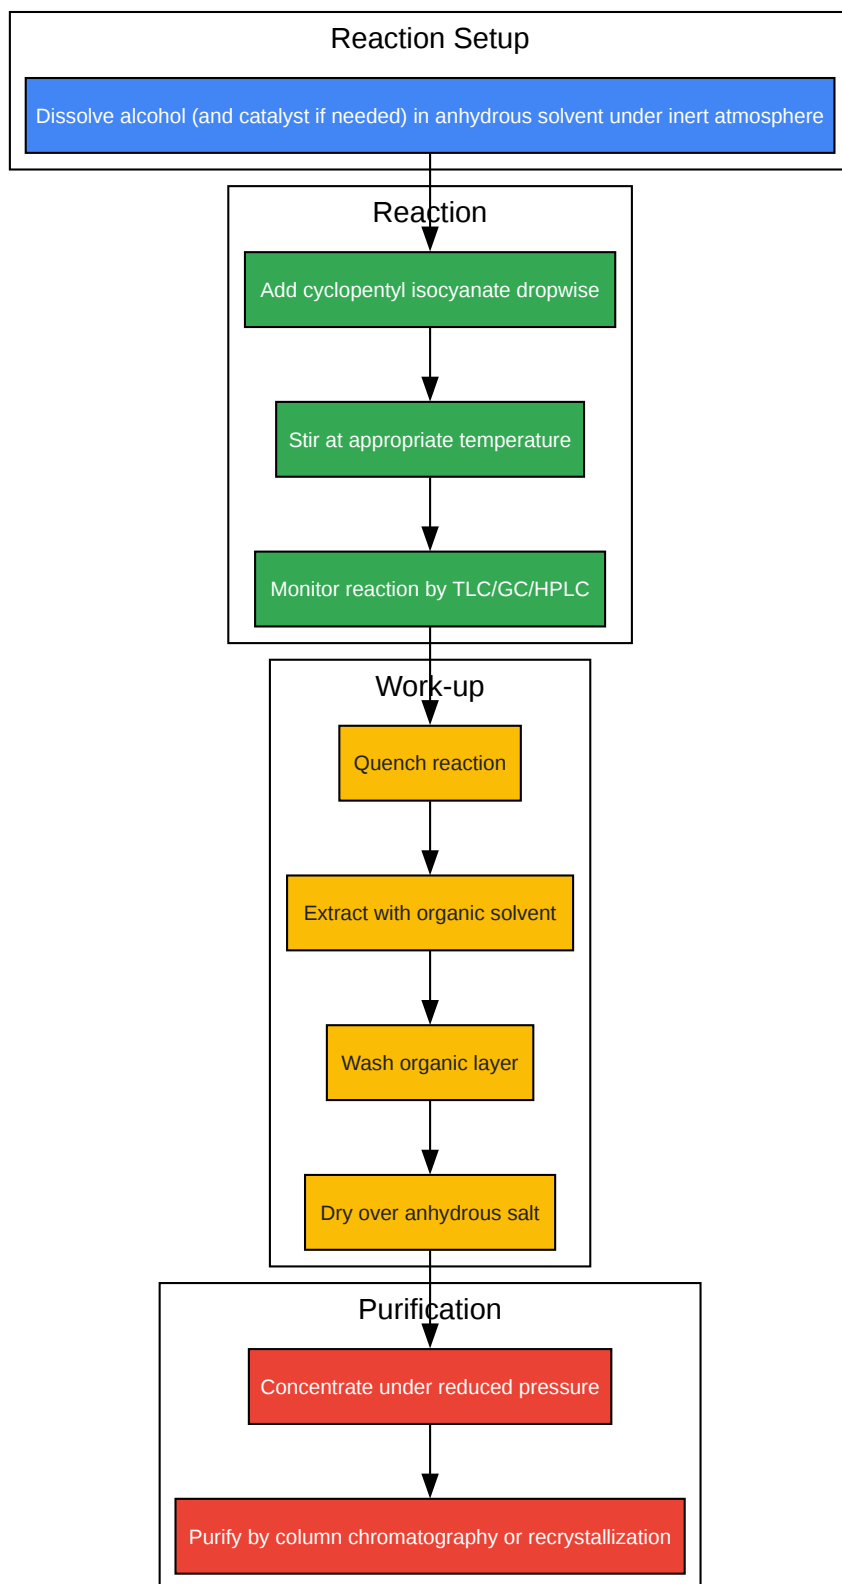 Reaction Setup
Dissolve alcohol (and catalyst if needed) in anhydrous solvent under inert atmosphere
Reaction
Add cyclopentyl isocyanate dropwise
Stir at appropriate temperature
Monitor reaction by TLC/GC/HPLC
Work-up
Quench reaction
Extract with organic solvent
Wash organic layer
Dry over anhydrous salt
Purification
Concentrate under reduced pressure
Purify by column chromatography or recrystallization